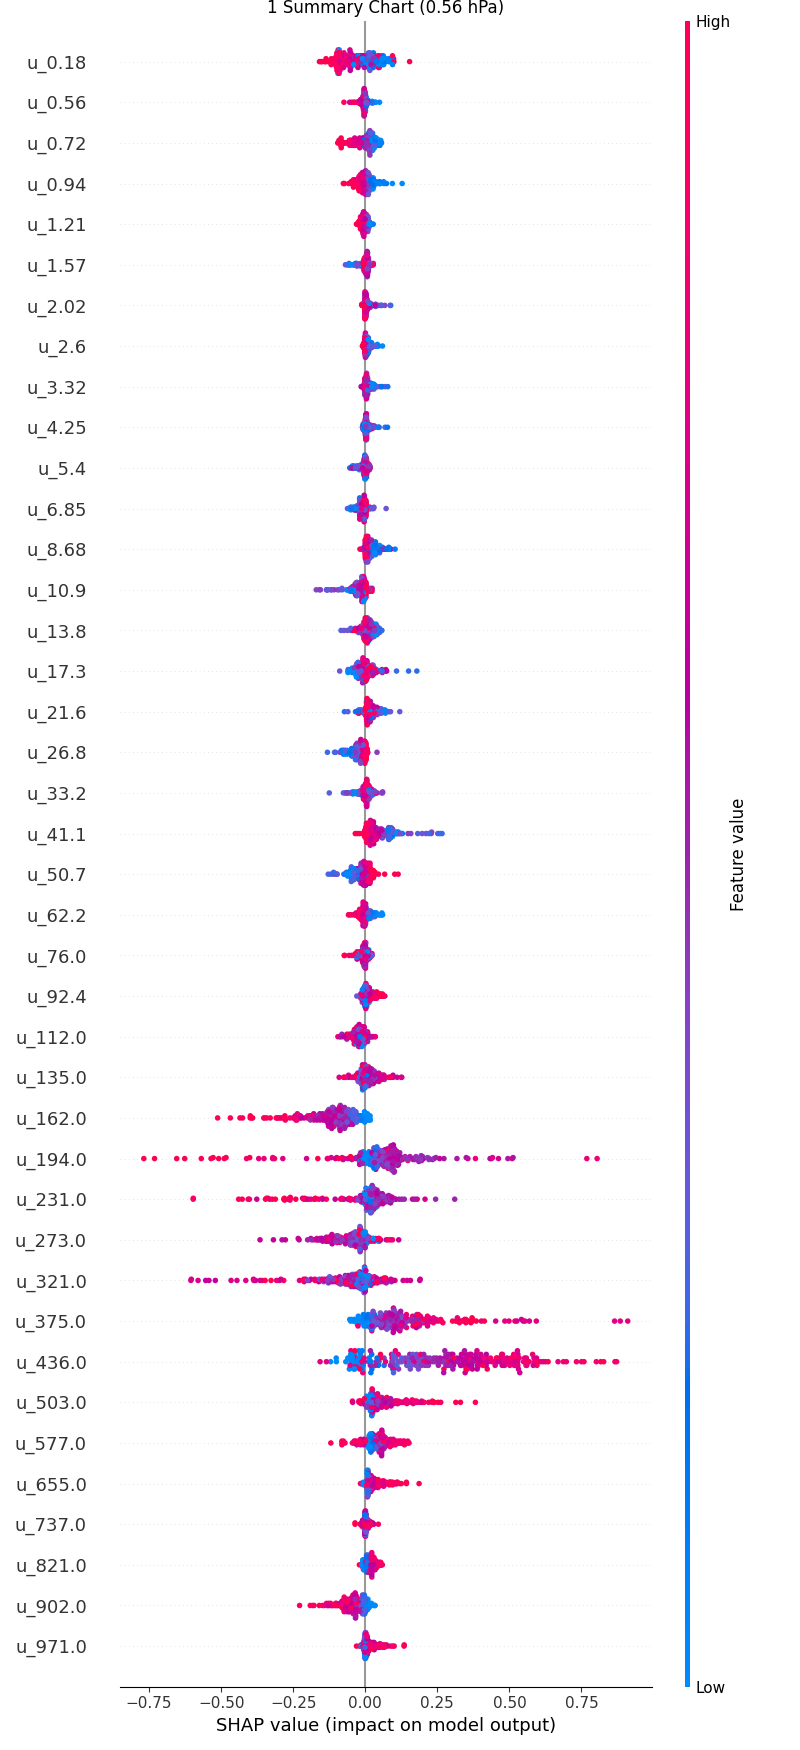 1 Summary Chart (0.56 hPa)
High
u_0.18
u_0.56
u_0.72
u_0.94
u_1.21
u_1.57
u_2.02
u_2.6
u_3.32
u_4.25
u_5.4
u_6.85
u_8.68
u_10.9
u_13.8
u_17.3
u_21.6
u_26.8
u_33.2
u_41.1
u_50.7
u_62.2
u_76.0
u_92.4
u_112.0
u_135.0
u_162.0
u_194.0
u_231.0
u_273.0
u_321.0
u_375.0
u_436.0
u_503.0
u_577.0
u_655.0
u_737.0
u_821.0
u_902.0
u_971.0
Feature value
Low
−0.75 −0.50 −0.25 0.00 0.25 0.50 0.75
SHAP value (impact on model output)